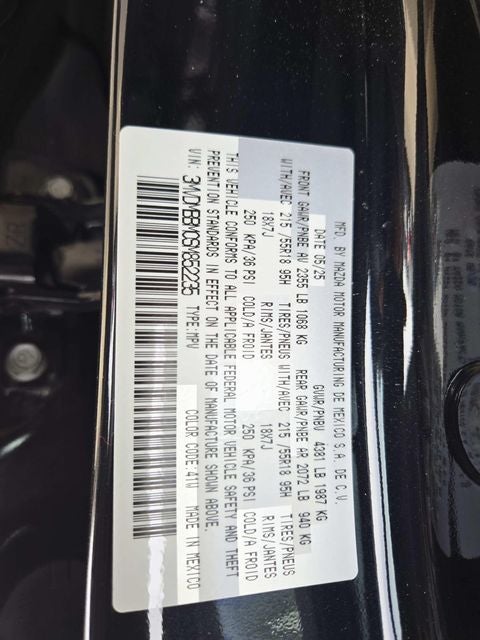 MFD. BY MAZDA MOTOR MANUFACTURING DE MEXICO S.A. DE C.V.
DATE 05/25 GVWR/PNBV 4381 LB 1987 KG
FRONT GAWR/PNBE AV 2355 LB 1068 KG REAR GAWR/PNBE AR 2072 LB 940 KG
WITH/AVEC 215 /55R18 95H TIRES/PNEUS WITH/AVEC 215 /55R18 95H TIRES/PNEUS
18X7J RIMS/JANTES 18X7J RIMS/JANTES
250 KPA/36 PSI COLD/A FROID 250 KPA/36 PSI COLD/A FROID
THIS VEHICLE CONFORMS TO ALL APPLICABLE FEDERAL MOTOR VEHICLE SAFETY AND THEFT
PREVENTION STANDARDS IN EFFECT ON THE DATE OF MANUFACTURE SHOWN ABOVE.
VIN: TYPE:MPV COLOR CODE:41W MADE IN MEXICO